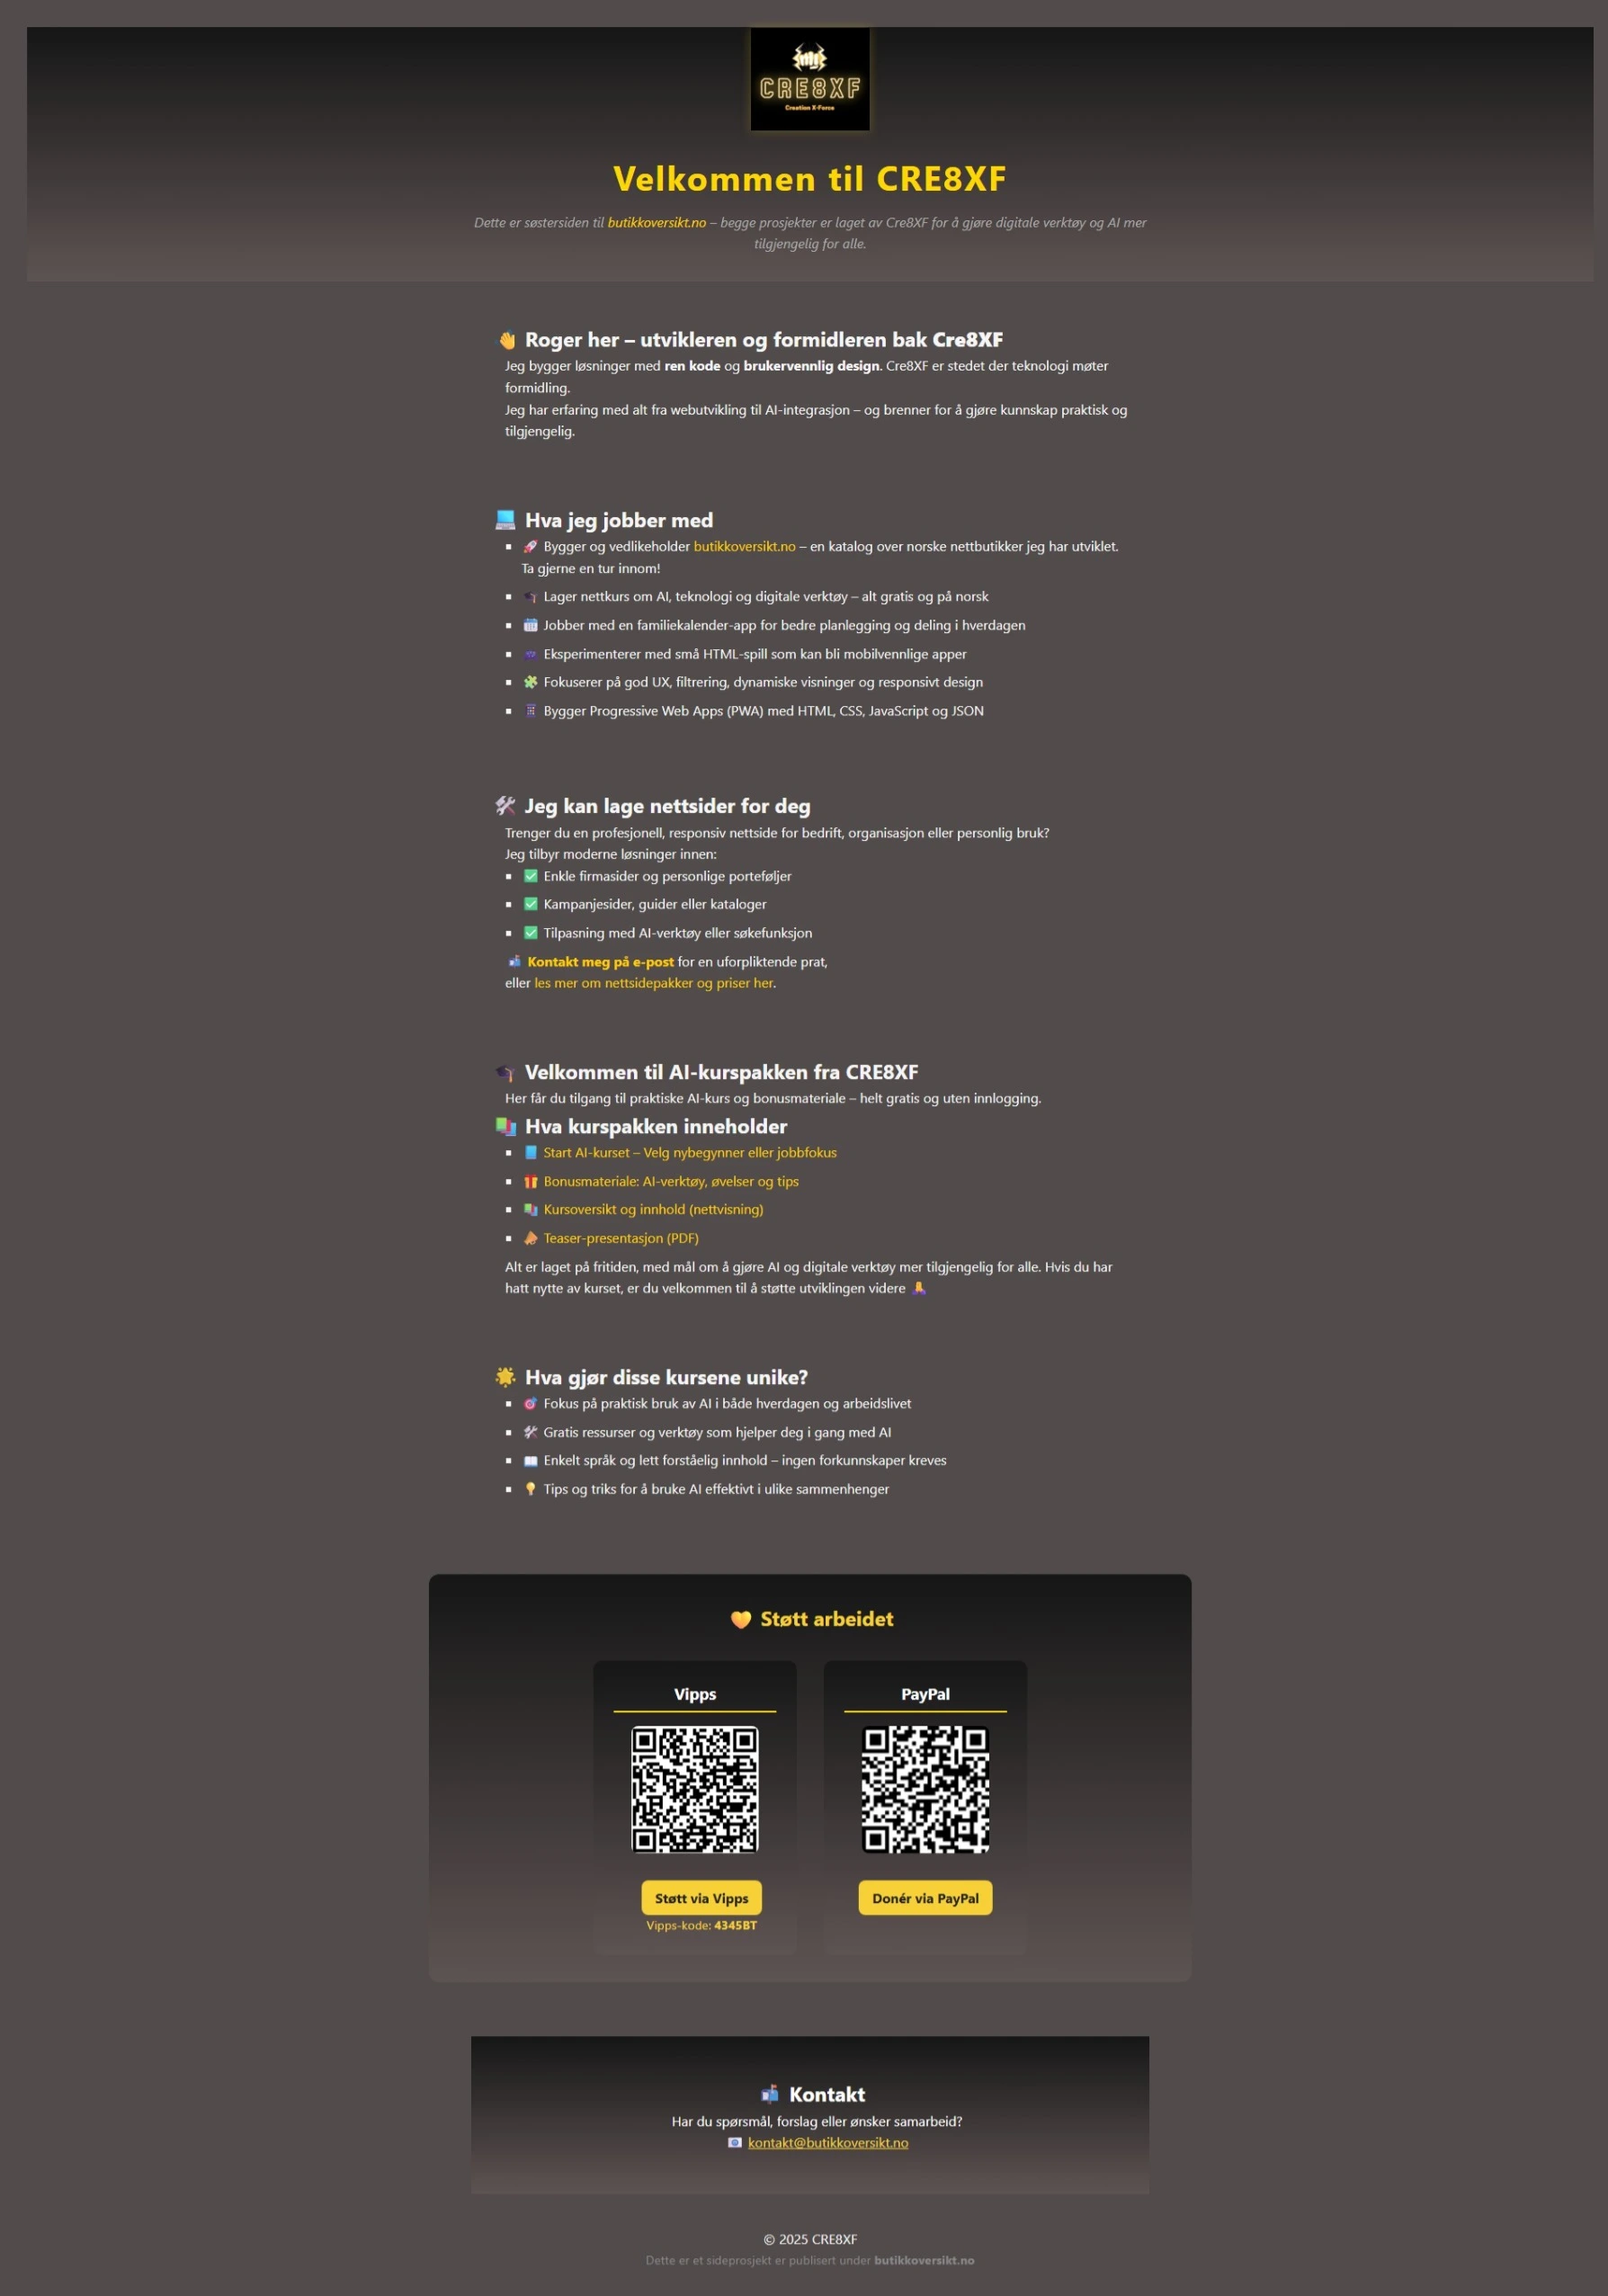 CRE8XF
Creation X-Force
Velkommen til CRE8XF
Dette er søstersiden til butikkoversikt.no – begge prosjekter er laget av Cre8XF for å gjøre digitale verktøy og AI mer
tilgjengelig for alle.
👋 Roger her – utvikleren og formidleren bak Cre8XF
Jeg bygger løsninger med ren kode og brukervennlig design. Cre8XF er stedet der teknologi møter
formidling.
Jeg har erfaring med alt fra webutvikling til AI-integrasjon – og brenner for å gjøre kunnskap praktisk og
tilgjengelig.
💻 Hva jeg jobber med
▪ 🚀 Bygger og vedlikeholder butikkoversikt.no – en katalog over norske nettbutikker jeg har utviklet.
Ta gjerne en tur innom!
▪ 🎓 Lager nettkurs om AI, teknologi og digitale verktøy – alt gratis og på norsk
▪ 📅 Jobber med en familiekalender-app for bedre planlegging og deling i hverdagen
▪ 👾 Eksperimenterer med små HTML-spill som kan bli mobilvennlige apper
▪ 🧩 Fokuserer på god UX, filtrering, dynamiske visninger og responsivt design
▪ 📱 Bygger Progressive Web Apps (PWA) med HTML, CSS, JavaScript og JSON
🛠️ Jeg kan lage nettsider for deg
Trenger du en profesjonell, responsiv nettside for bedrift, organisasjon eller personlig bruk?
Jeg tilbyr moderne løsninger innen:
▪ ✅ Enkle firmasider og personlige porteføljer
▪ ✅ Kampanjesider, guider eller kataloger
▪ ✅ Tilpasning med AI-verktøy eller søkefunksjon
📬 Kontakt meg på e-post for en uforpliktende prat,
eller les mer om nettsidepakker og priser her.
🎓 Velkommen til AI-kurspakken fra CRE8XF
Her får du tilgang til praktiske AI-kurs og bonusmateriale – helt gratis og uten innlogging.
📚 Hva kurspakken inneholder
▪ 📘 Start AI-kurset – Velg nybegynner eller jobbfokus
▪ 🎁 Bonusmateriale: AI-verktøy, øvelser og tips
▪ 📚 Kursoversikt og innhold (nettvisning)
▪ 📣 Teaser-presentasjon (PDF)
Alt er laget på fritiden, med mål om å gjøre AI og digitale verktøy mer tilgjengelig for alle. Hvis du har
hatt nytte av kurset, er du velkommen til å støtte utviklingen videre 🙏
🌟 Hva gjør disse kursene unike?
▪ 🎯 Fokus på praktisk bruk av AI i både hverdagen og arbeidslivet
▪ 🛠️ Gratis ressurser og verktøy som hjelper deg i gang med AI
▪ 📖 Enkelt språk og lett forståelig innhold – ingen forkunnskaper kreves
▪ 💡 Tips og triks for å bruke AI effektivt i ulike sammenhenger
💛 Støtt arbeidet
Vipps
Støtt via Vipps
Vipps-kode: 4345BT
PayPal
Donér via PayPal
📬 Kontakt
Har du spørsmål, forslag eller ønsker samarbeid?
📧 kontakt@butikkoversikt.no
© 2025 CRE8XF
Dette er et sideprosjekt er publisert under butikkoversikt.no